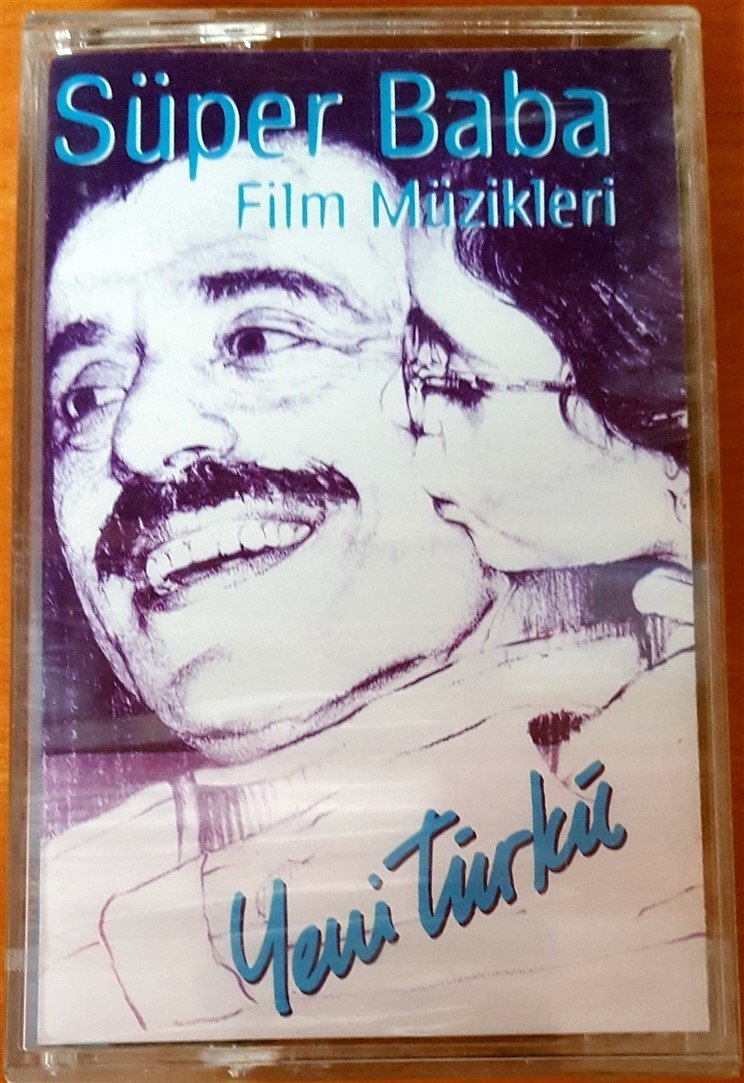 Süper Baba
Film Müzikleri
Yeni Türkü